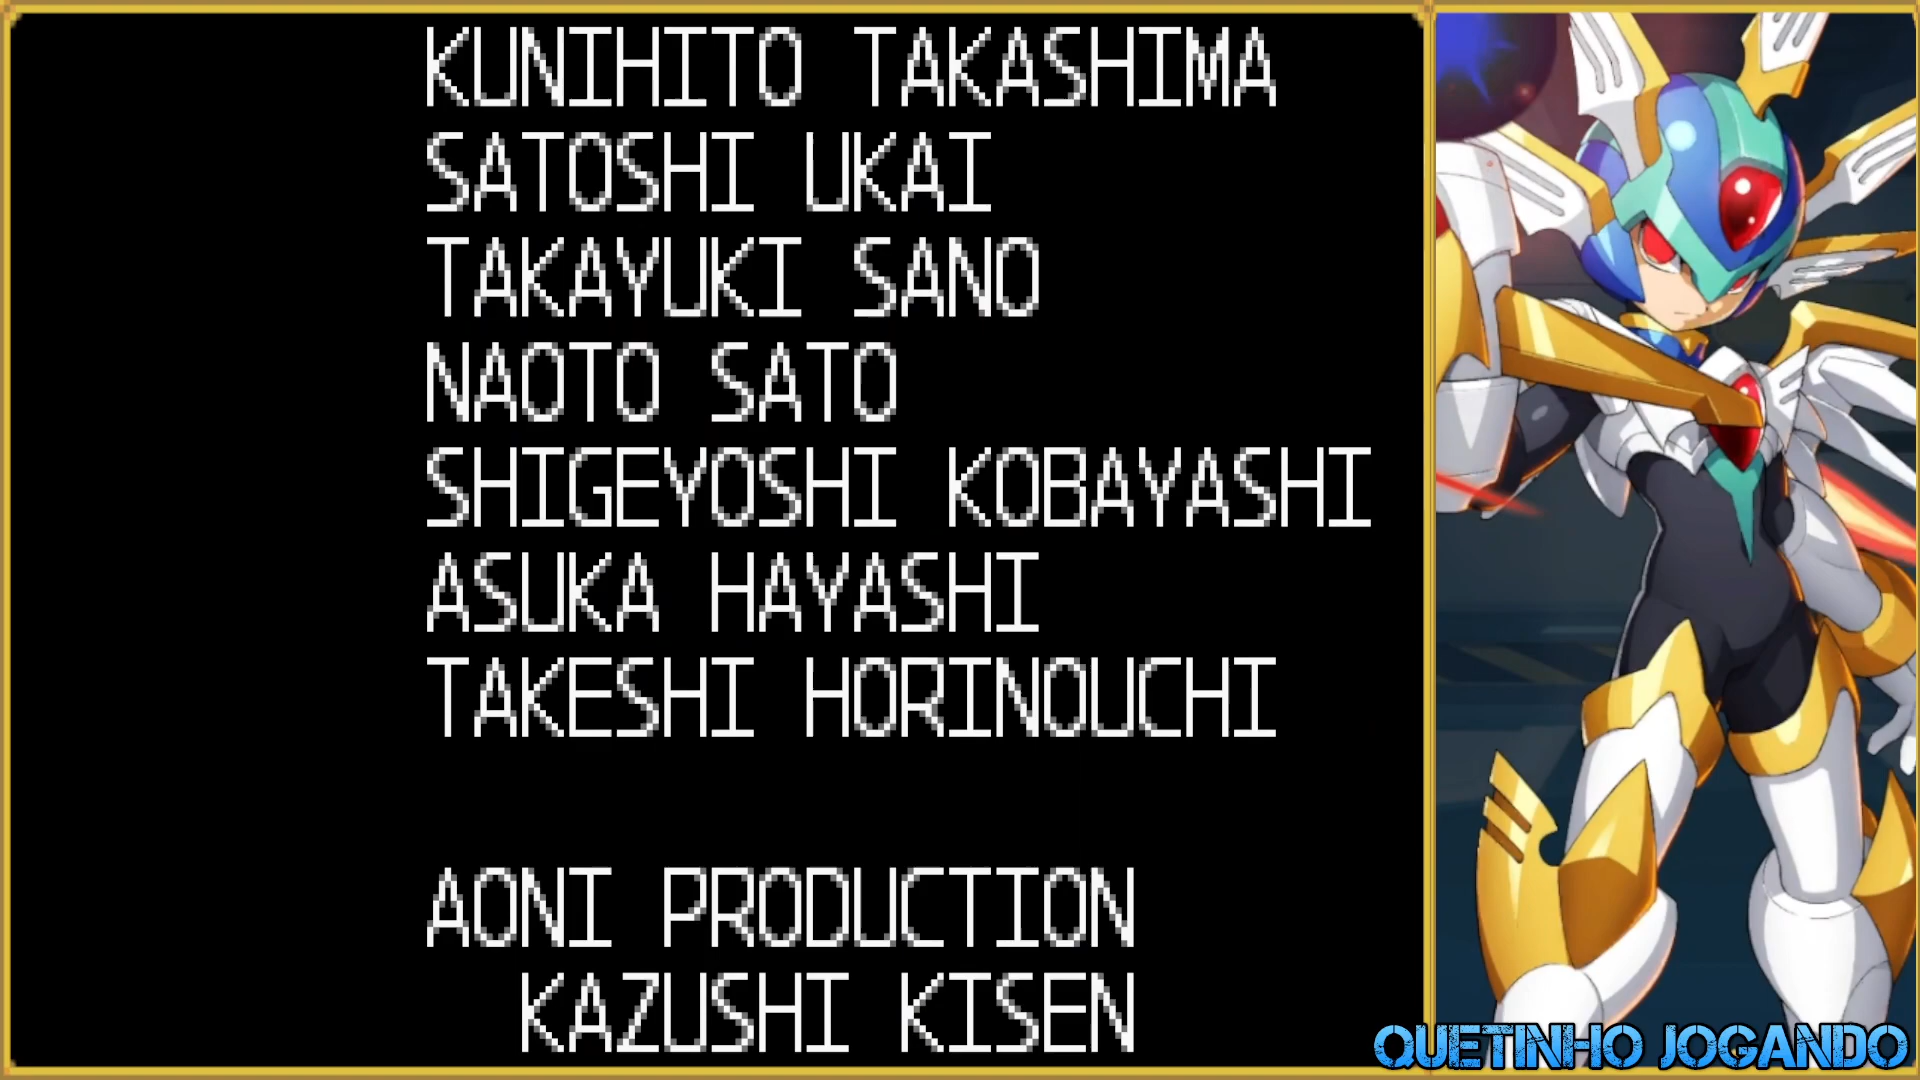 KUNIHITO TAKASHIMA
SATOSHI UKAI
TAKAYUKI SANO
NAOTO SATO
SHIGEYOSHI KOBAYASHI
ASUKA HAYASHI
TAKESHI HORINOUCHI
AONI PRODUCTION
KAZUSHI KISEN
QUETINHO JOGANDO